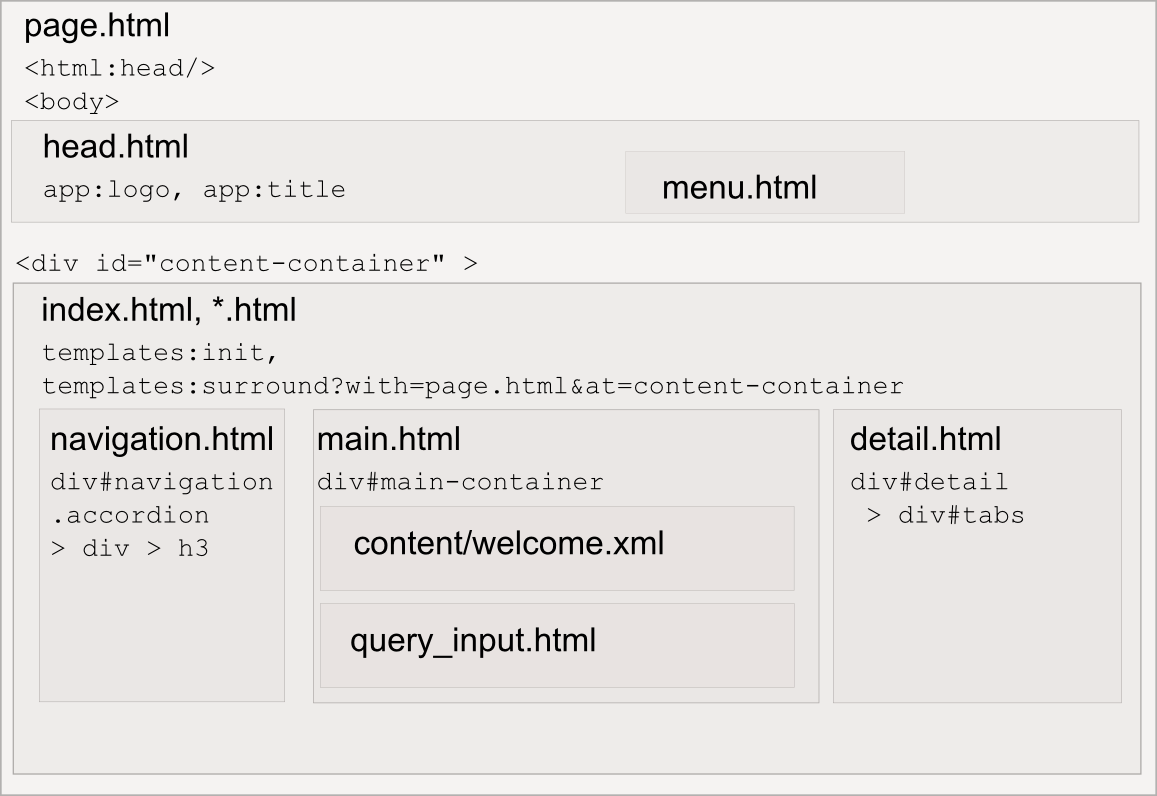 page.html
<html:head/>
<body>
head.html
app:logo, app:title
menu.html
<div id="content-container" >
index.html, *.html
templates:init,
templates:surround?with=page.html&at=content-container
navigation.html
div#navigation
.accordion
> div > h3
main.html
div#main-container
content/welcome.xml
query_input.html
detail.html
div#detail
> div#tabs